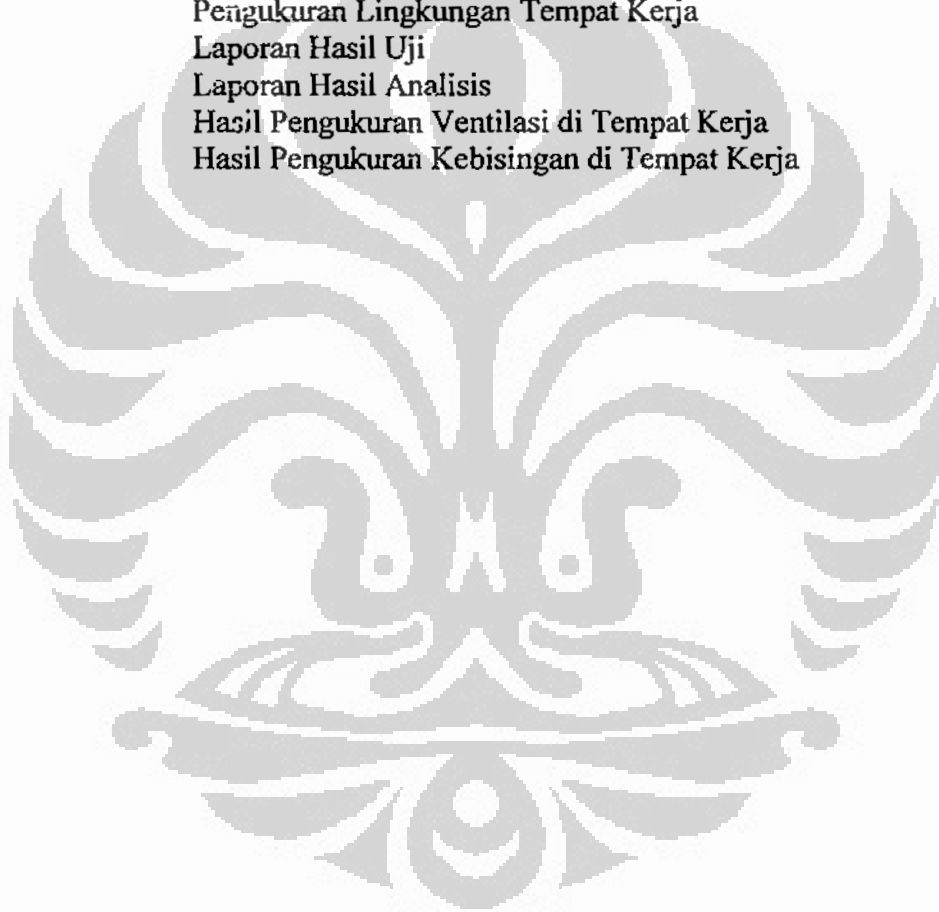 Pengukuran Lingkungan Tempat Kerja
Laporan Hasil Uji
Laporan Hasil Analisis
Hasil Pengukuran Ventilasi di Tempat Kerja
Hasil Pengukuran Kebisingan di Tempat Kerja